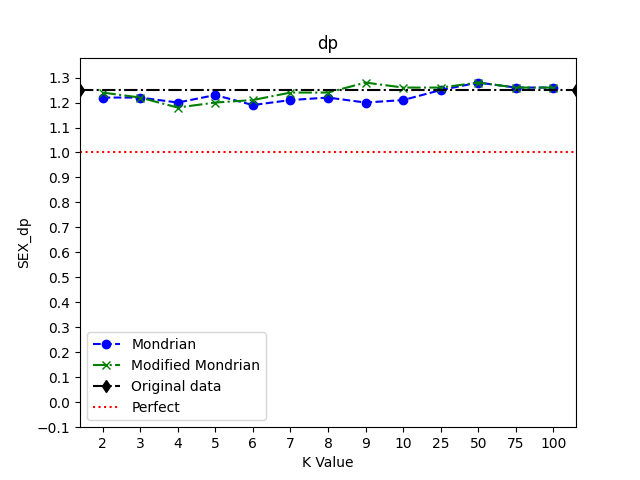 dp
SEX_dp
1.3
1.2
1.1
1.0
0.9
0.8
0.7
0.6
0.5
0.4
0.3
0.2
0.1
0.0
−0.1
Mondrian
Modified Mondrian
Original data
Perfect
2 3 4 5 6 7 8 9 10 25 50 75 100
K Value